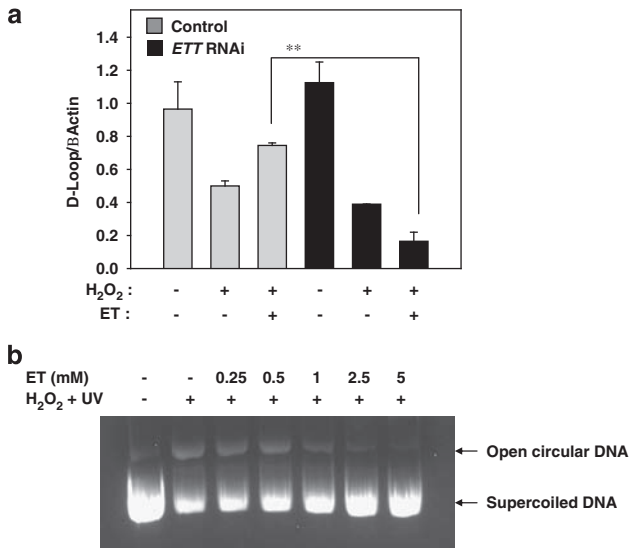 a
Control
ETT RNAi
**
1.4
1.2
1.0
0.8
0.6
0.4
0.2
0.0
D-Loop/BActin
H2O2 : - + + - + +
ET : - - + - - +
b
ET (mM) - - 0.25 0.5 1 2.5 5
H2O2 + UV - + + + + + +
Open circular DNA
Supercoiled DNA